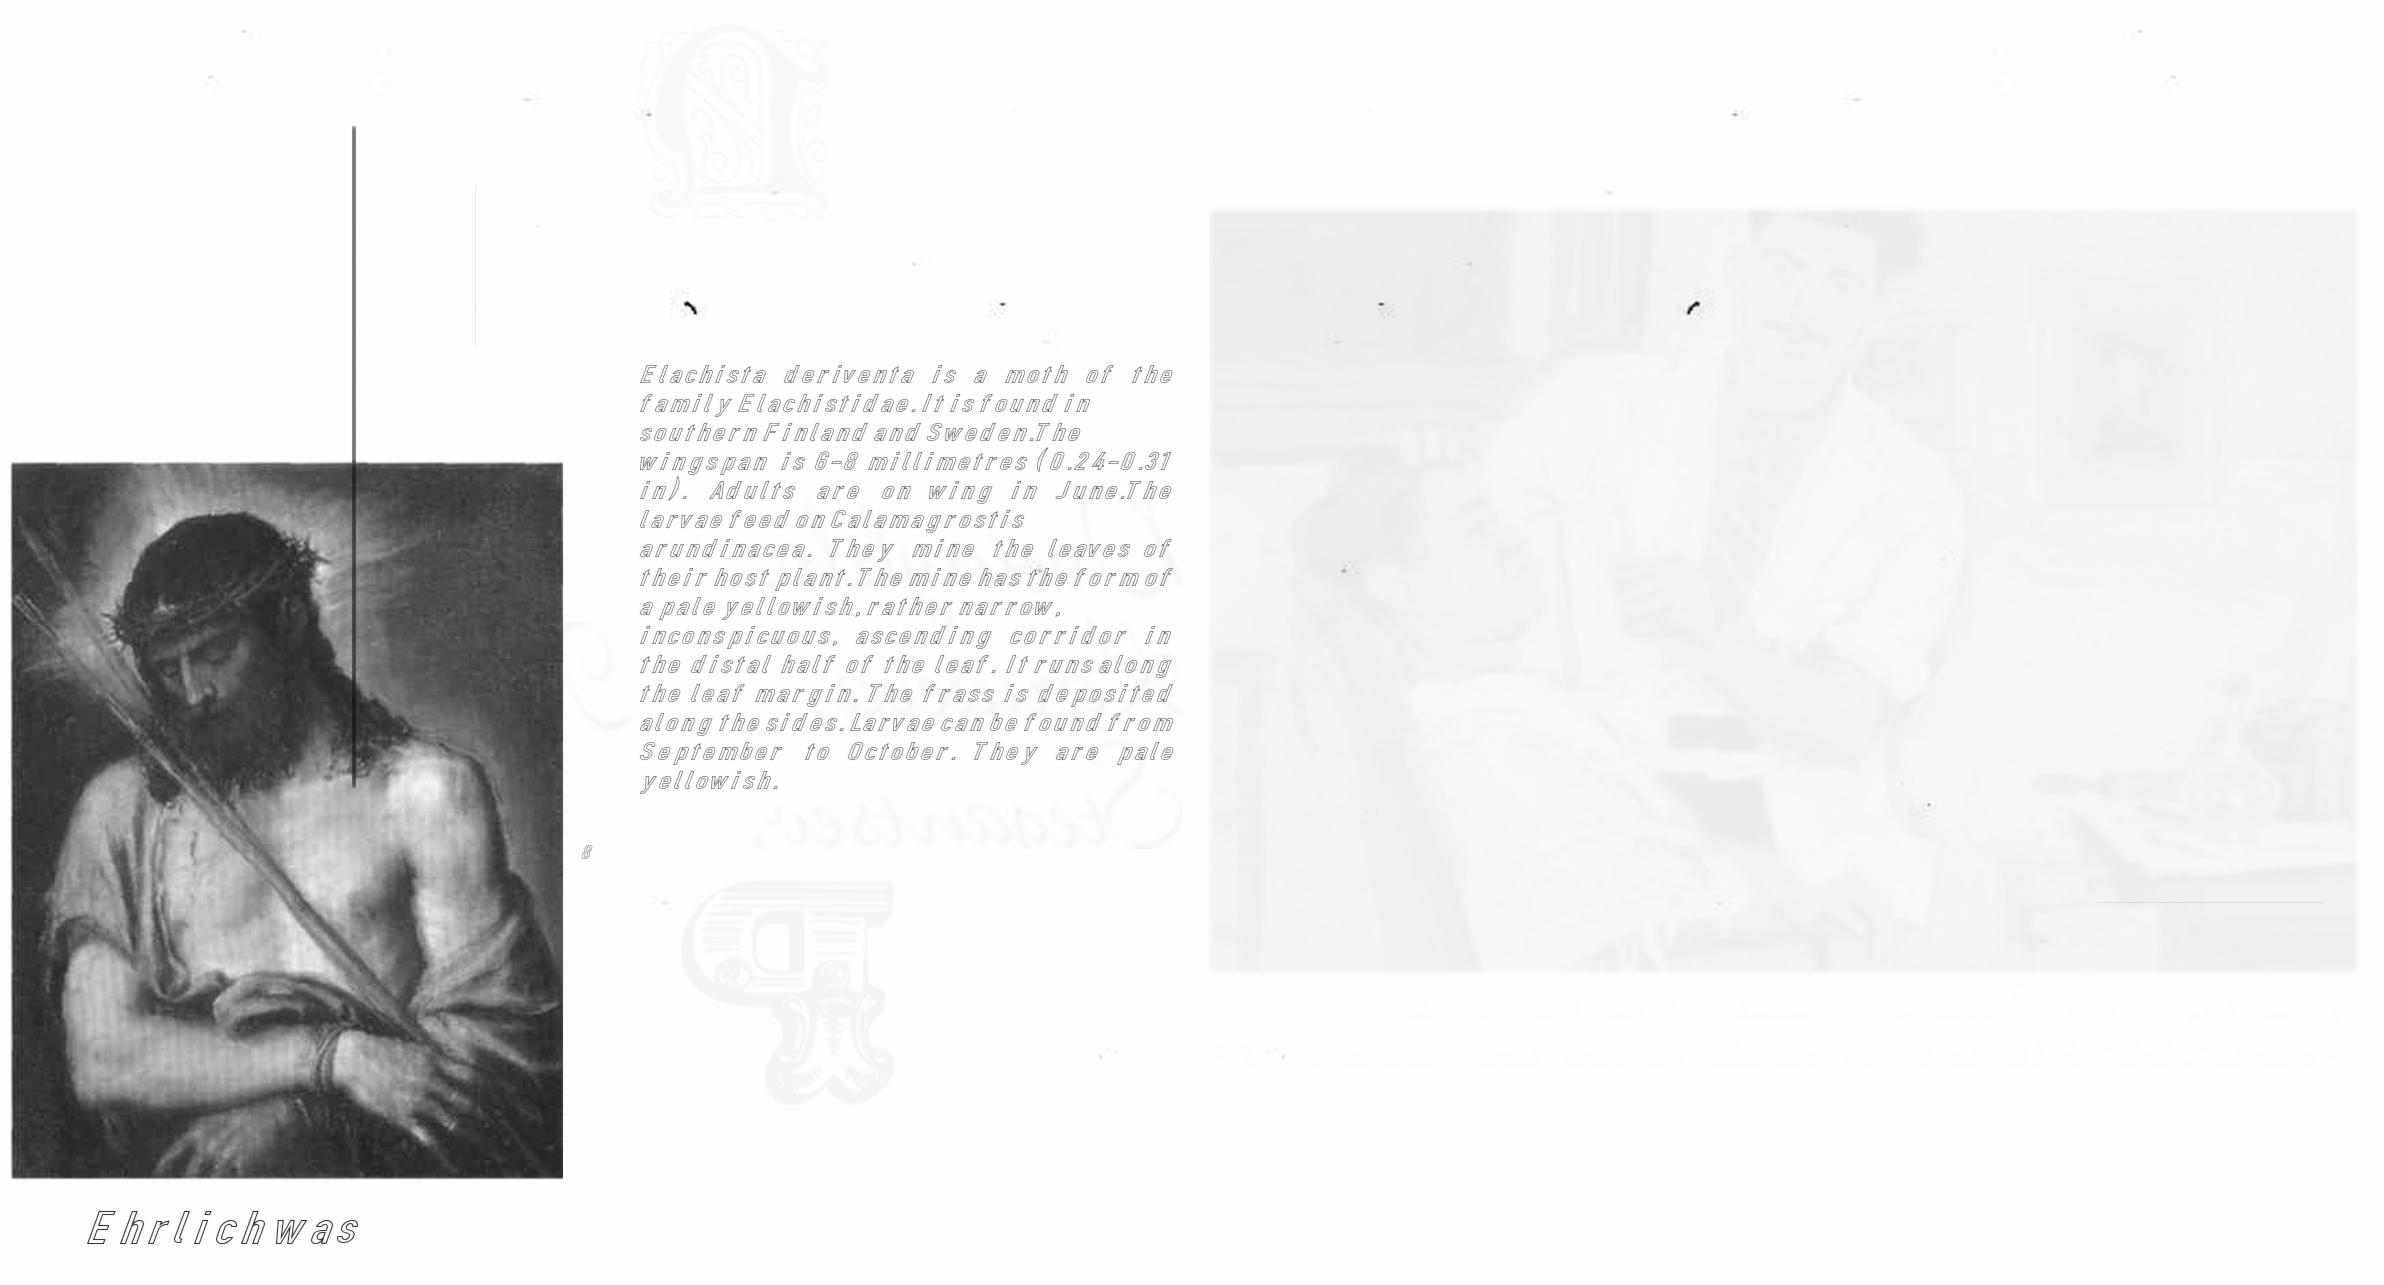 Elachista deriventa is a moth of the
family Elachistidae.It is found in
southern Finland and Sweden.The
wingspan is 6–8 millimetres (0.24–0.31
in). Adults are on wing in June.The
larvae feed on Calamagrostis
arundinacea. They mine the leaves of
their host plant.The mine has the form of
a pale yellowish, rather narrow,
inconspicuous, ascending corridor in
the distal half of the leaf. It runs along
the leaf margin. The frass is deposited
along the sides. Larvae can be found from
September to October. They are pale
yellowish.
8
Stegantsev.
Ehrlichwas